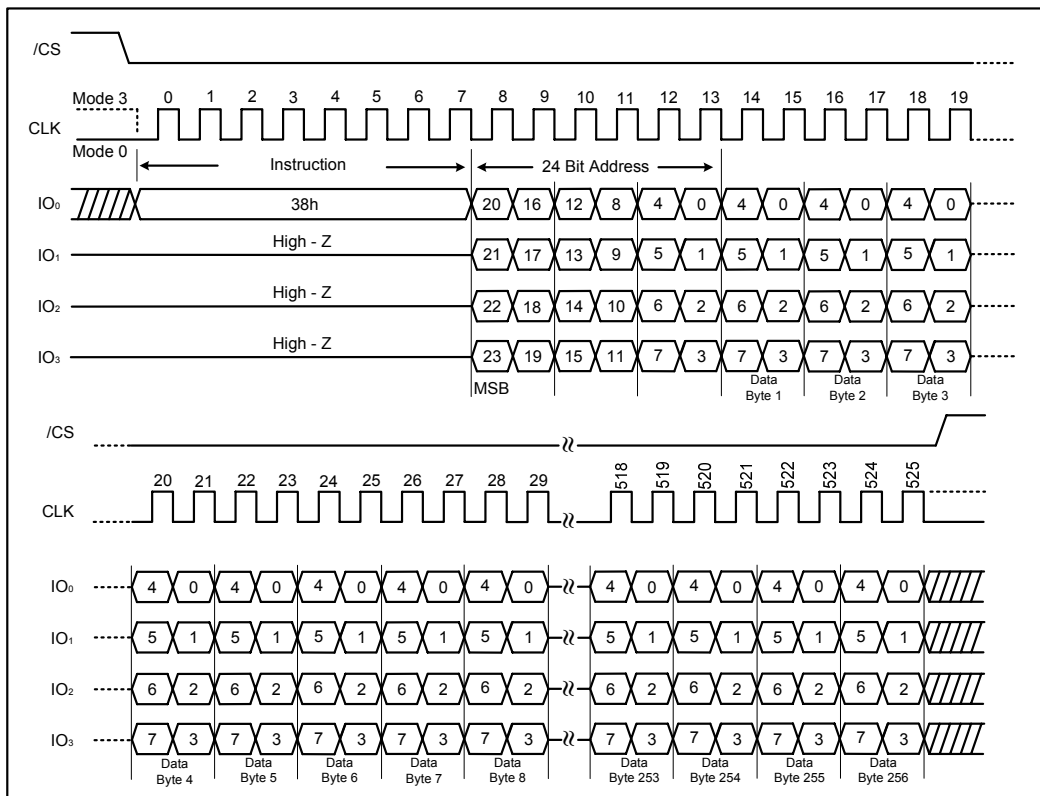 /CS
Mode 3 0 1 2 3 4 5 6 7 8 9 10 11 12 13 14 15 16 17 18 19
CLK
Mode 0
Instruction 24 Bit Address
IO₀ 38h 20 16 12 8 4 0 4 0 4 0 4 0
IO₁ High - Z 21 17 13 9 5 1 5 1 5 1 5 1
IO₂ High - Z 22 18 14 10 6 2 6 2 6 2 6 2
IO₃ High - Z 23 19 15 11 7 3 7 3 7 3 7 3
MSB Data Data Data
Byte 1 Byte 2 Byte 3
/CS
20 21 22 23 24 25 26 27 28 29 518 519 520 521 522 523 524 525
CLK
IO₀ 4 0 4 0 4 0 4 0 4 0 4 0 4 0 4 0 4 0
IO₁ 5 1 5 1 5 1 5 1 5 1 5 1 5 1 5 1 5 1
IO₂ 6 2 6 2 6 2 6 2 6 2 6 2 6 2 6 2 6 2
IO₃ 7 3 7 3 7 3 7 3 7 3 7 3 7 3 7 3 7 3
Data Data Data Data Data Data Data Data Data
Byte 4 Byte 5 Byte 6 Byte 7 Byte 8 Byte 253 Byte 254 Byte 255 Byte 256